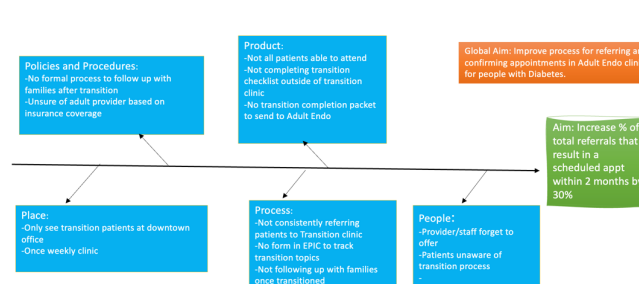 Product:
-Not all patients able to attend
-Not completing transition
checklist outside of transition
clinic
-No transition completion packet
to send to Adult Endo
Global Aim: Improve process for referring
confirming appointments in Adult Endo
for people with Diabetes.
Policies and Procedures:
-No formal process to follow up with
families after transition
-Unsure of adult provider based on
insurance coverage
Aim: Increase % of
total referrals that
result in a
scheduled appt
within 2 months
30%
Place:
-Only see transition patients at downtown
office
-Once weekly clinic
Process:
-Not consistently referring
patients to Transition clinic
-No form in EPIC to track
transition topics
-Not following up with families
once transitioned
People:
-Provider/staff forget to
offer
-Patients unaware of
transition process
-